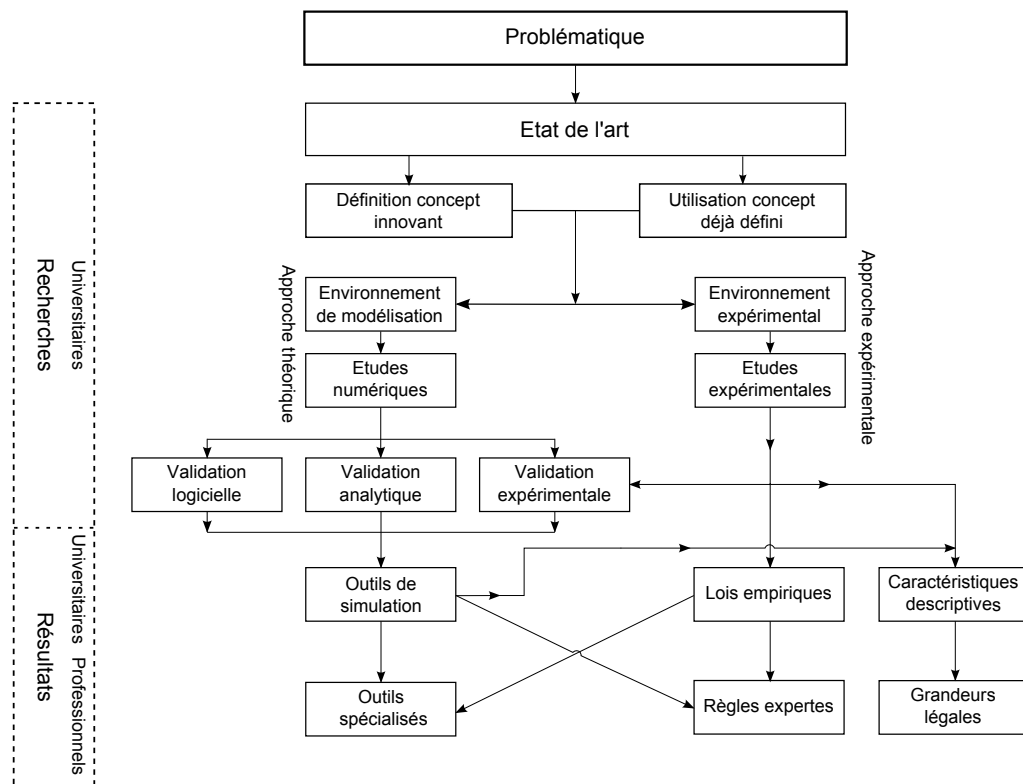 Problématique
Etat de l'art
Définition concept
innovant
Utilisation concept
déjà défini
Universitaires
Recherches
Approche théorique
Approche expérimentale
Environnement
de modélisation
Environnement
expérimental
Etudes
numériques
Etudes
expérimentales
Validation
logicielle
Validation
analytique
Validation
expérimentale
Universitaires Professionnels
Résultats
Outils de
simulation
Lois empiriques
Caractéristiques
descriptives
Outils
spécialisés
Règles expertes
Grandeurs
légales